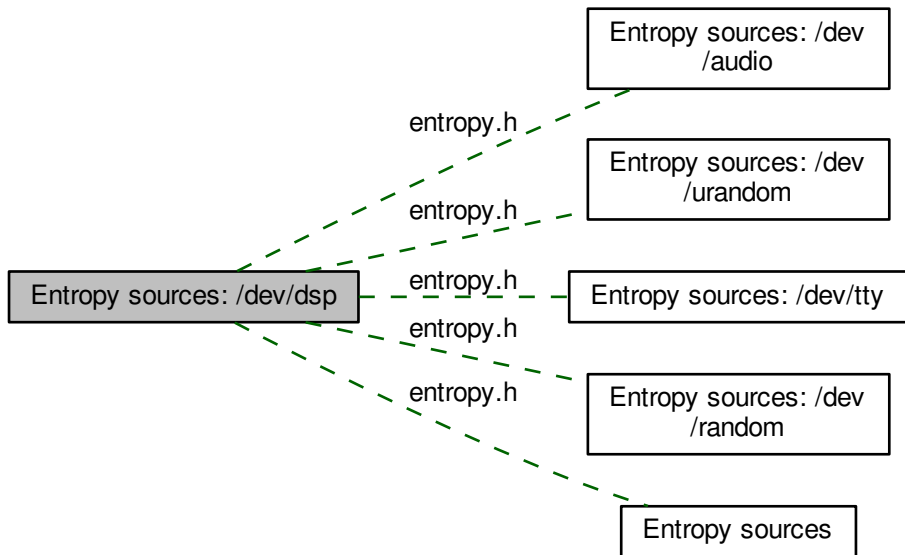 Entropy sources: /dev
/audio
entropy.h
Entropy sources: /dev
/urandom
entropy.h
Entropy sources: /dev/dsp
entropy.h
Entropy sources: /dev/tty
entropy.h
Entropy sources: /dev
/random
entropy.h
Entropy sources